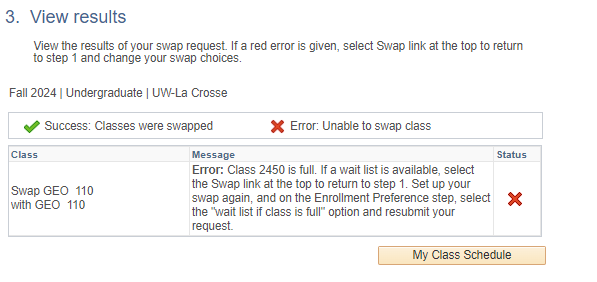 3. View results
View the results of your swap request. If a red error is given, select Swap link at the top to return
to step 1 and change your swap choices.
Fall 2024 | Undergraduate | UW-La Crosse
Success: Classes were swapped Error: Unable to swap class
Class Message Status
Swap GEO 110
with GEO 110
Error: Class 2450 is full. If a wait list is available, select
the Swap link at the top to return to step 1. Set up your
swap again, and on the Enrollment Preference step, select
the "wait list if class is full" option and resubmit your
request.
My Class Schedule